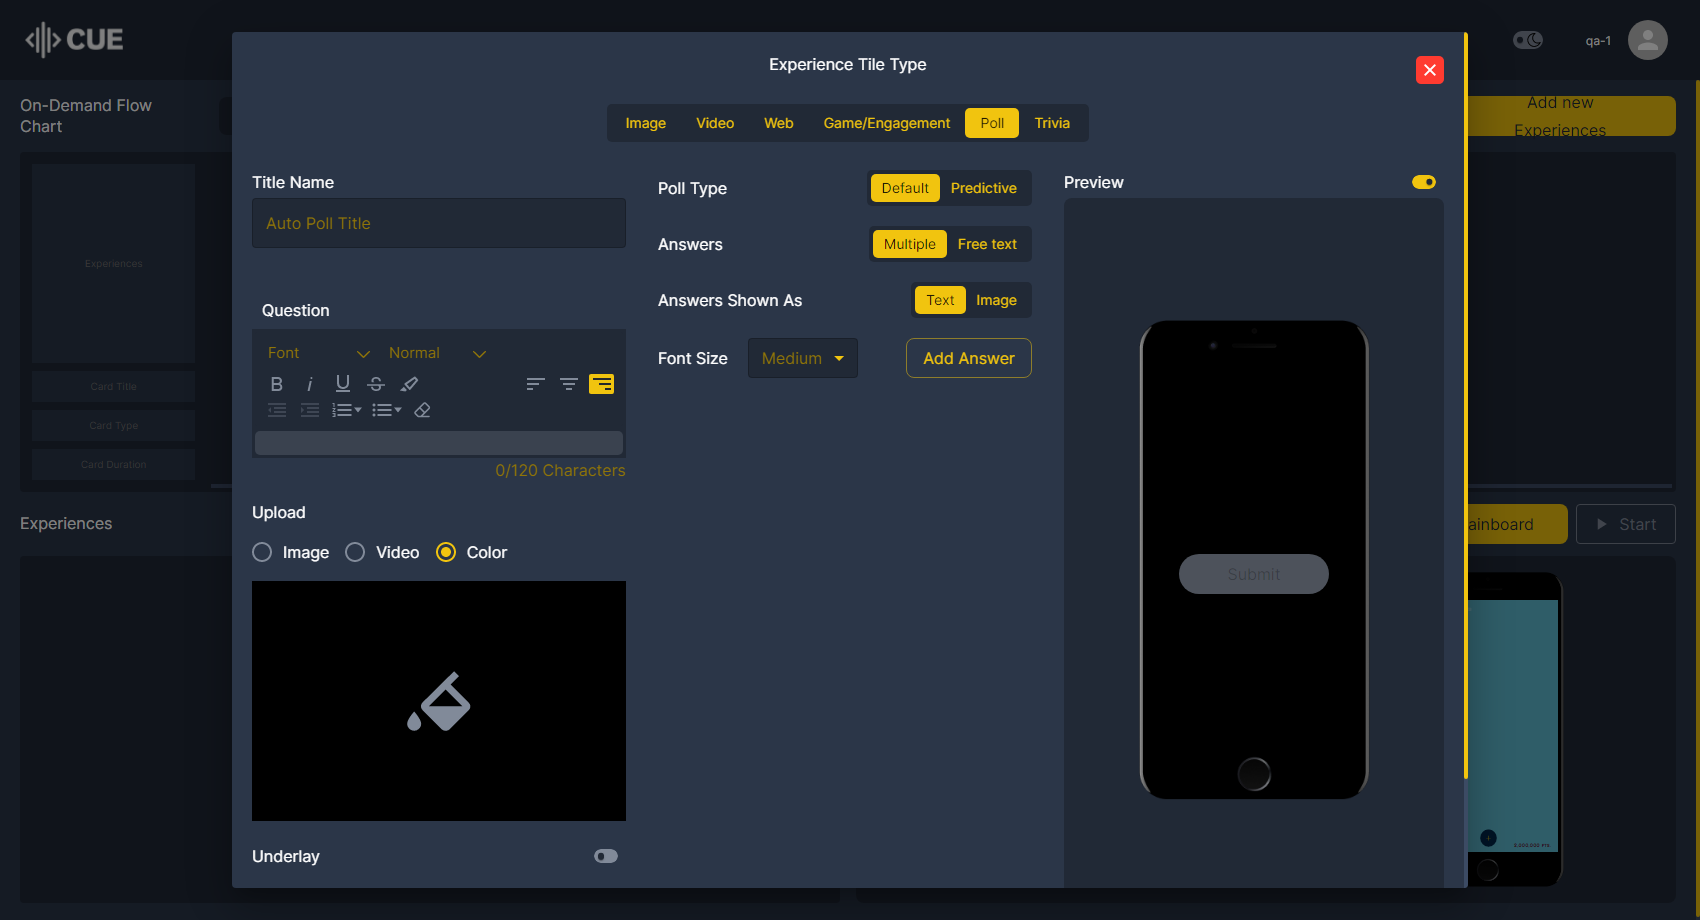 CUE
qa-1
On-Demand Flow
Chart
Add new
Experiences
Experiences
Card Title
Card Type
Card Duration
Experiences
ainboard
Start
Experience Tile Type
Image
Video
Web
Game/Engagement
Poll
Trivia
Title Name
Auto Poll Title
Question
Font
Normal
0/120 Characters
Upload
Image
Video
Color
Underlay
Poll Type
Default
Predictive
Answers
Multiple
Free text
Answers Shown As
Text
Image
Font Size
Medium
Add Answer
Preview
Submit